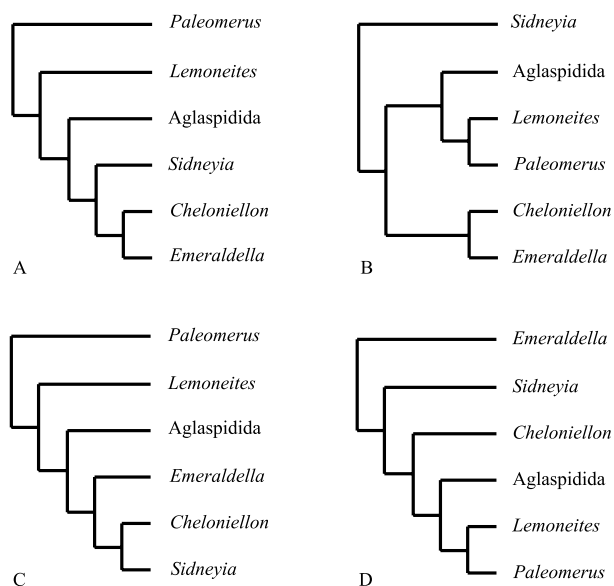 Paleomerus
Lemoneites
Aglaspidida
Sidneyia
Cheloniellon
Emeraldella
A
Sidneyia
Aglaspidida
Lemoneites
Paleomerus
Cheloniellon
Emeraldella
B
Paleomerus
Lemoneites
Aglaspidida
Emeraldella
Cheloniellon
Sidneyia
C
Emeraldella
Sidneyia
Cheloniellon
Aglaspidida
Lemoneites
Paleomerus
D